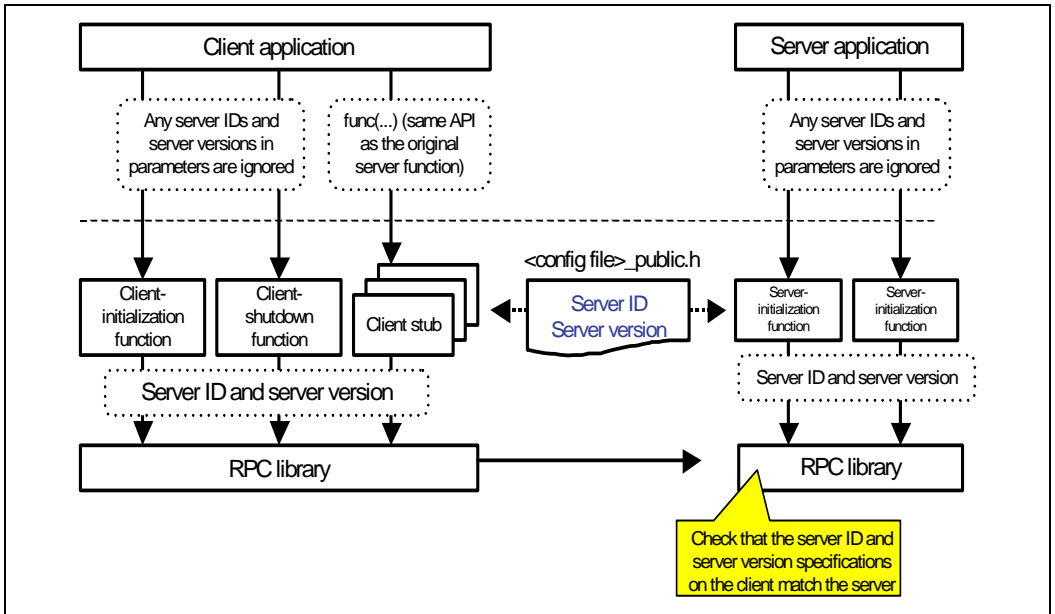 Client application
Server application
Any server IDs and
server versions in
parameters are ignored
func(...) (same API
as the original
server function)
Any server IDs and
server versions in
parameters are ignored
<config file>_public.h
Client-
initialization
function
Client-
shutdown
function
Client stub
Server ID
Server version
Server-
initialization
function
Server-
initialization
function
Server ID and server version
Server ID and server version
RPC library
RPC library
Check that the server ID and
server version specifications
on the client match the server